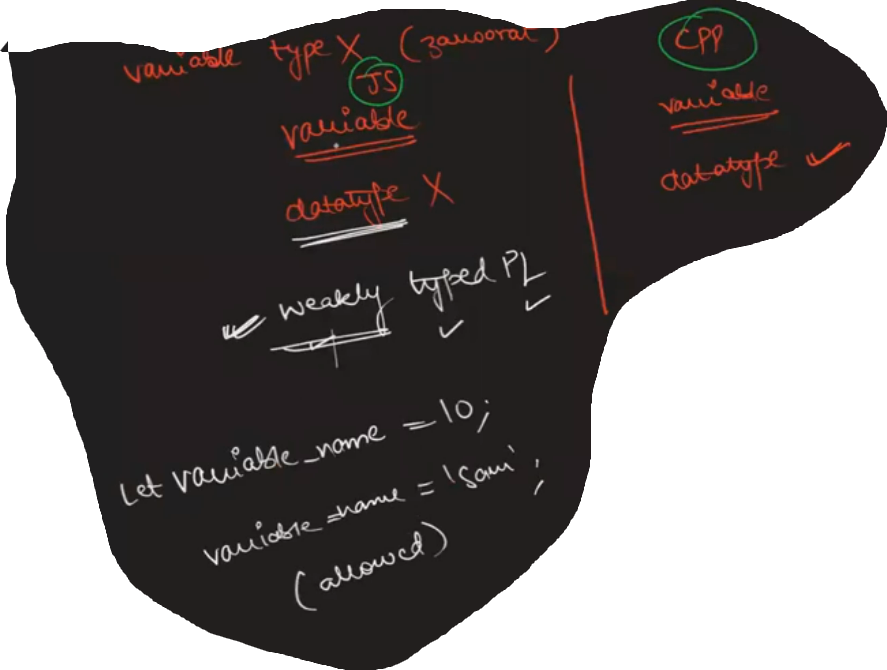 variable type X (zaroorat)
JS
variable
datatype X
weakly typed PL
Let variable_name = 10;
variable_name = 'Sam';
(allowed)
CPP
variable
datatype